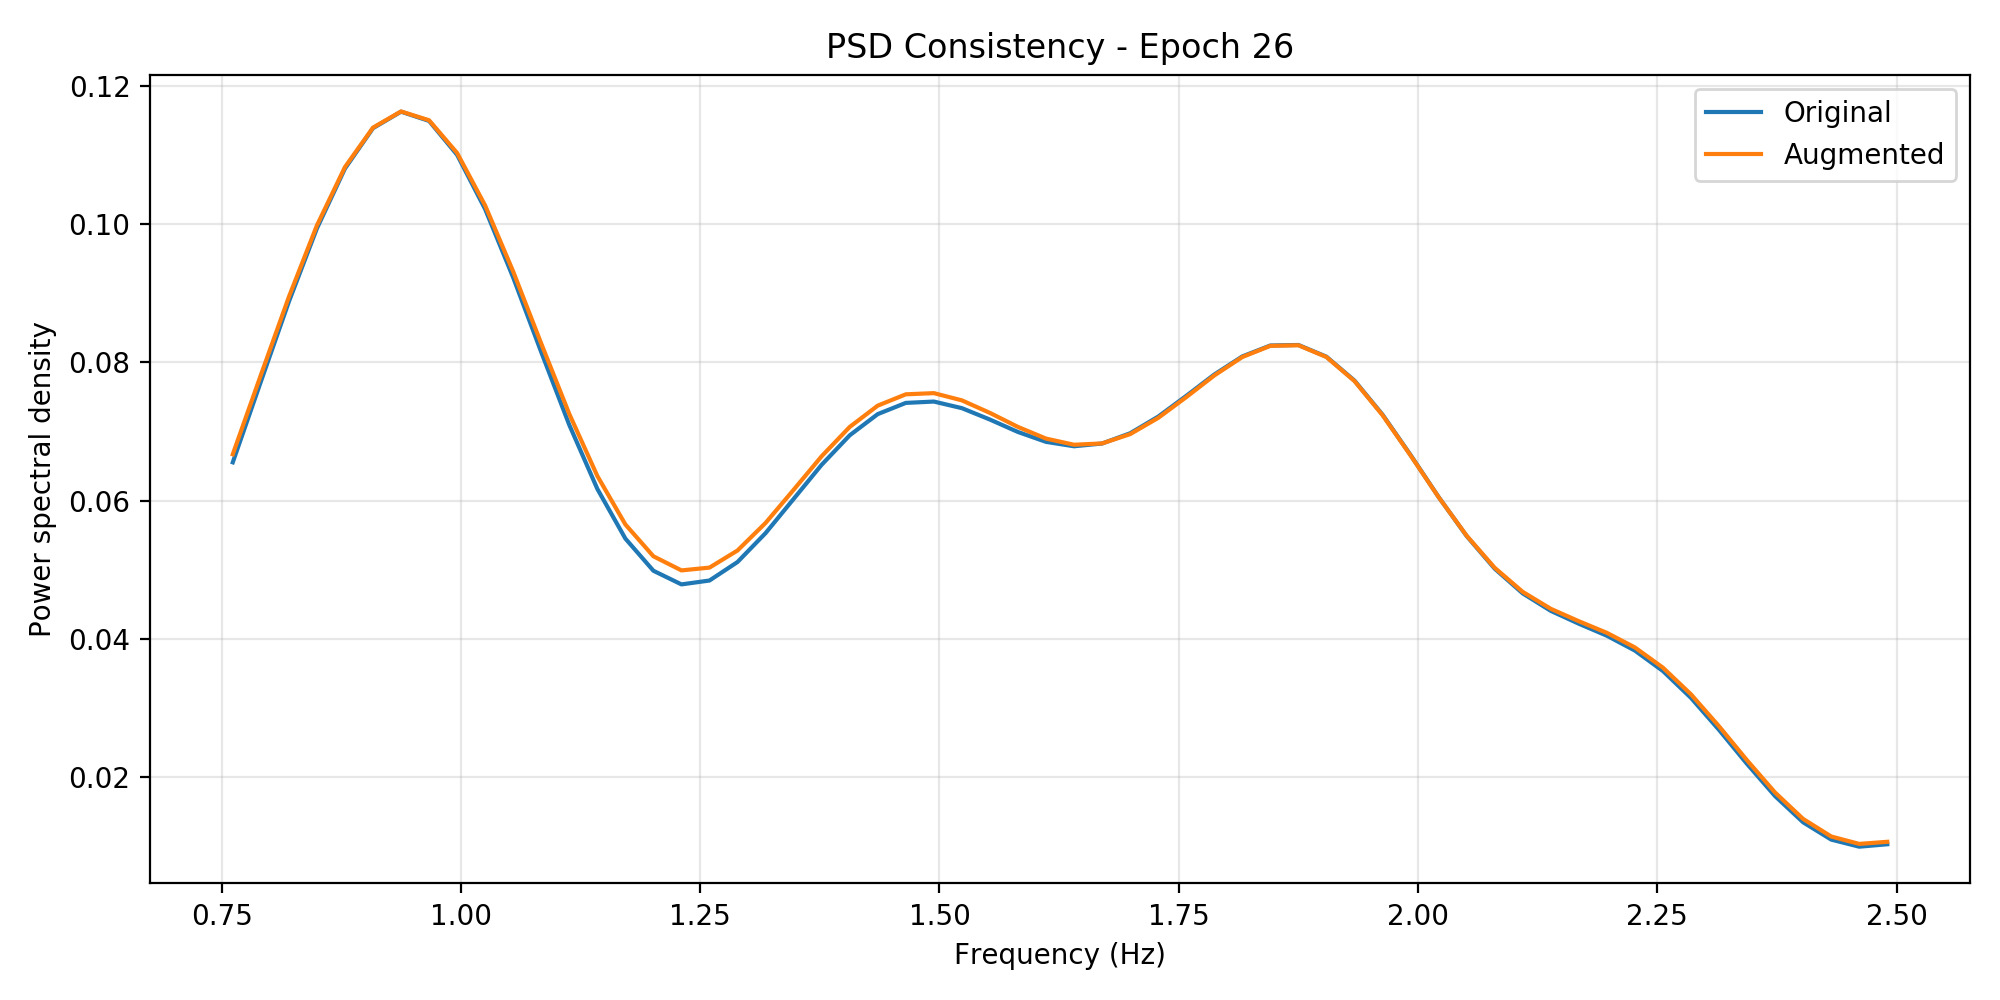 PSD Consistency - Epoch 26
Original
Augmented
Power spectral density
0.12
0.10
0.08
0.06
0.04
0.02
0.75 1.00 1.25 1.50 1.75 2.00 2.25 2.50
Frequency (Hz)